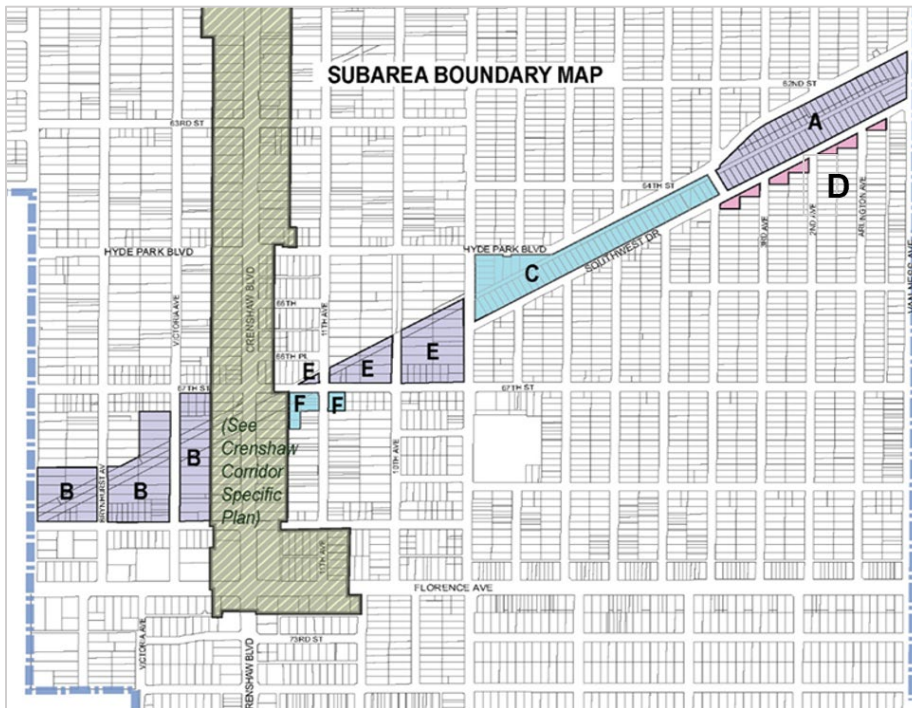 SUBAREA BOUNDARY MAP
62ND ST
A
63RD ST
D
64TH ST
ARLINGTON AVE
2ND AVE
3RD AVE
HYDE PARK BLVD
HYDE PARK BLVD
SOUTHWEST DR
C
VAN NESS AVE
CRENSHAW BLVD
VICTORIA AVE
66TH
11TH AVE
66TH PL
E
E
E
67TH ST
67TH ST
F
F
(See
Crenshaw
Corridor
Specific
Plan)
B
B
B
BRYNHURST AV
10TH AVE
11TH AVE
FLORENCE AVE
VICTORIA AVE
73RD ST
CRENSHAW BLVD